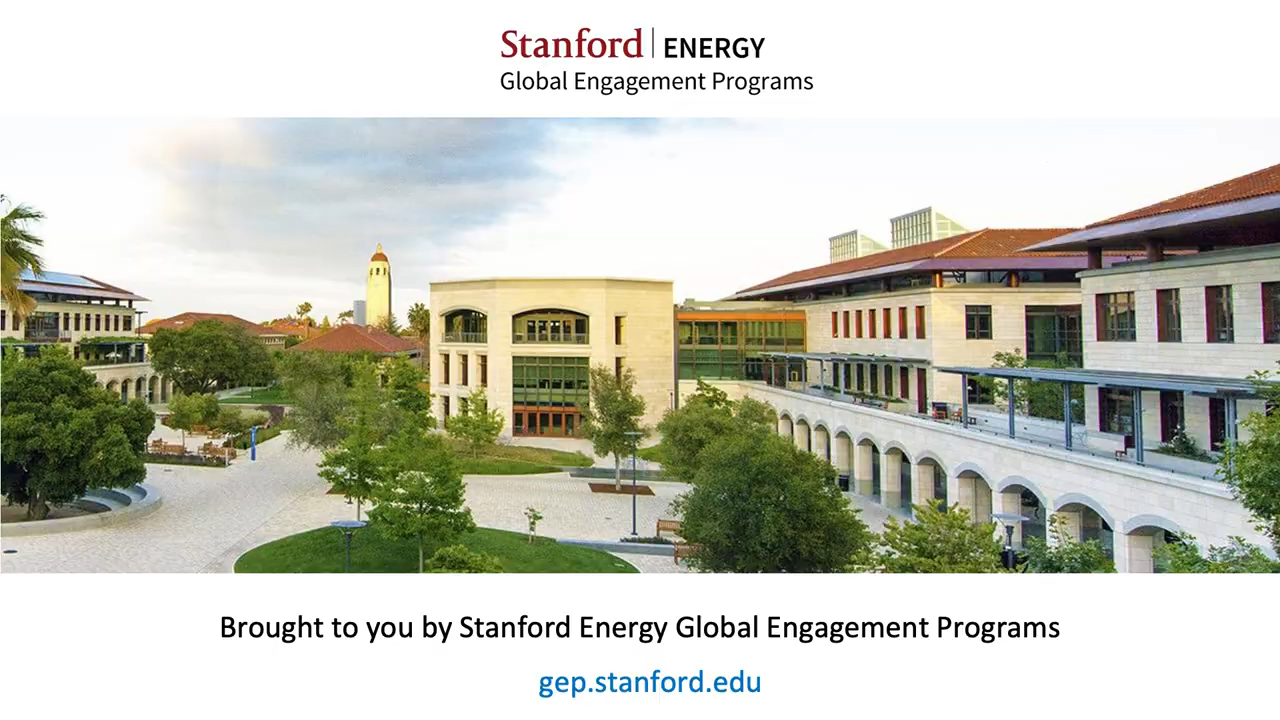 Stanford | ENERGY
Global Engagement Programs
Brought to you by Stanford Energy Global Engagement Programs
gep.stanford.edu